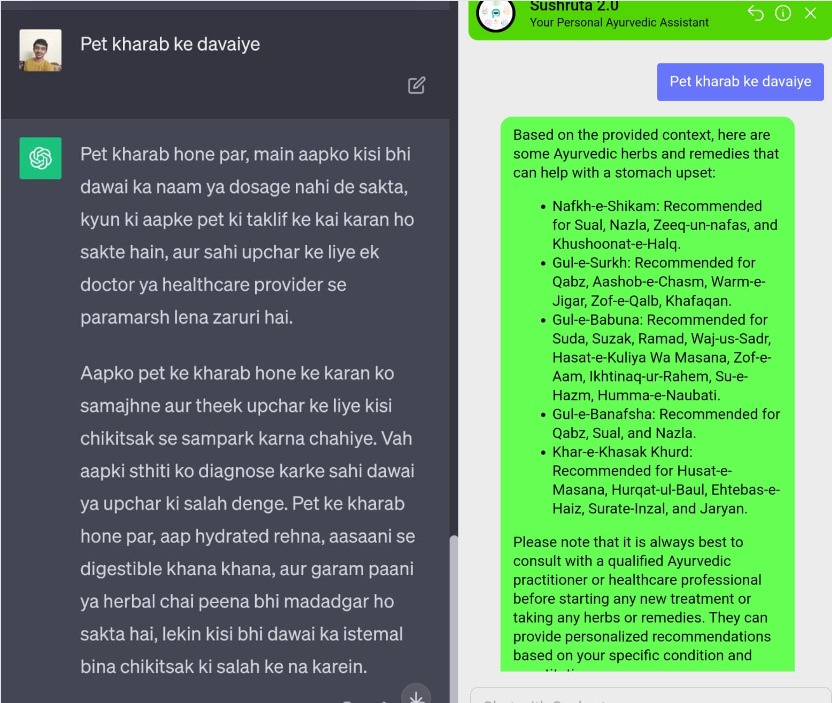 Pet kharab ke davaiye
Pet kharab hone par, main aapko kisi bhi
dawai ka naam ya dosage nahi de sakta,
kyun ki aapke pet ki taklif ke kai karan ho
sakte hain, aur sahi upchar ke liye ek
doctor ya healthcare provider se
paramarsh lena zaruri hai.
Aapko pet ke kharab hone ke karan ko
samajhne aur theek upchar ke liye kisi
chikitsak se sampark karna chahiye. Vah
aapki sthiti ko diagnose karke sahi dawai
ya upchar ki salah denge. Pet ke kharab
hone par, aap hydrated rehna, aasaani se
digestible khana khana, aur garam paani
ya herbal chai peena bhi madadgar ho
sakta hai, lekin kisi bhi dawai ka istemal
bina chikitsak ki salah ke na karein.
Sushruta 2.0
Your Personal Ayurvedic Assistant
Pet kharab ke davaiye
Based on the provided context, here are
some Ayurvedic herbs and remedies that
can help with a stomach upset:
• Nafkh-e-Shikam: Recommended
for Sual, Nazla, Zeeq-un-nafas, and
Khushoonat-e-Halq.
• Gul-e-Surkh: Recommended for
Qabz, Aashob-e-Chasm, Warm-e-
Jigar, Zof-e-Qalb, Khafaqan.
• Gul-e-Babuna: Recommended for
Suda, Suzak, Ramad, Waj-us-Sadr,
Hasat-e-Kuliya Wa Masana, Zof-e-
Aam, Ikhtinaq-ur-Rahem, Su-e-
Hazm, Humma-e-Naubati.
• Gul-e-Banafsha: Recommended for
Qabz, Sual, and Nazla.
• Khar-e-Khasak Khurd:
Recommended for Husat-e-
Masana, Hurqat-ul-Baul, Ehtebas-e-
Haiz, Surate-Inzal, and Jaryan.
Please note that it is always best to
consult with a qualified Ayurvedic
practitioner or healthcare professional
before starting any new treatment or
taking any herbs or remedies. They can
provide personalized recommendations
based on your specific condition and